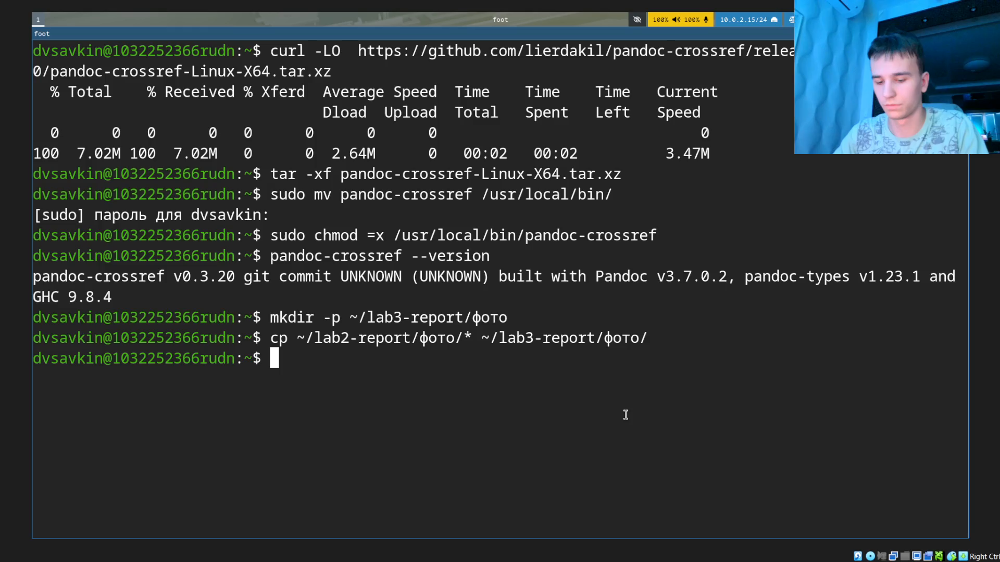 1
foot
100% 100%
10.0.2.15/24
foot
dvsavkin@1032252366rudn:~$ curl -LO  https://github.com/lierdakil/pandoc-crossref/relea
0/pandoc-crossref-Linux-X64.tar.xz
% Total % Received % Xferd Average Speed Time Time Time Current
Dload Upload Total Spent Left Speed
0 0 0 0 0 0 0 0 0
100 7.02M 100 7.02M 0 0 2.64M 0 00:02 00:02 3.47M
dvsavkin@1032252366rudn:~$ tar -xf pandoc-crossref-Linux-X64.tar.xz
dvsavkin@1032252366rudn:~$ sudo mv pandoc-crossref /usr/local/bin/
[sudo] пароль для dvsavkin:
dvsavkin@1032252366rudn:~$ sudo chmod =x /usr/local/bin/pandoc-crossref
dvsavkin@1032252366rudn:~$ pandoc-crossref --version
pandoc-crossref v0.3.20 git commit UNKNOWN (UNKNOWN) built with Pandoc v3.7.0.2, pandoc-types v1.23.1 and
GHC 9.8.4
dvsavkin@1032252366rudn:~$ mkdir -p ~/lab3-report/фото
dvsavkin@1032252366rudn:~$ cp ~/lab2-report/фото/* ~/lab3-report/фото/
dvsavkin@1032252366rudn:~$
Right Ctrl